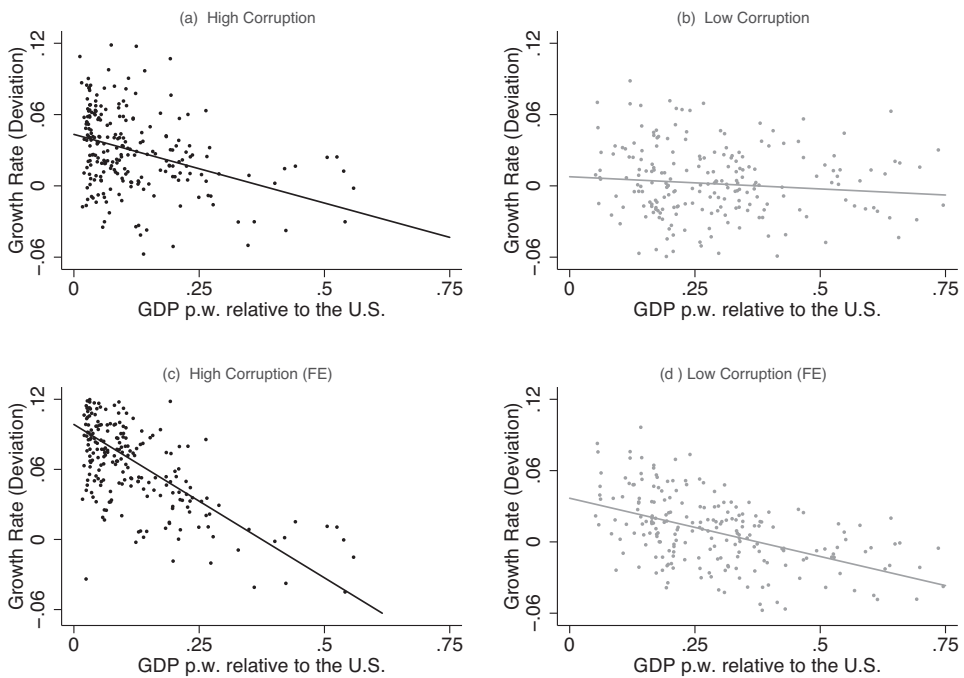 (a) High Corruption
(b) Low Corruption
Growth Rate (Deviation)
.12
.06
0
−.06
0 .25 .5 .75
GDP p.w. relative to the U.S.
Growth Rate (Deviation)
.12
.06
0
−.06
0 .25 .5 .75
GDP p.w. relative to the U.S.
(c) High Corruption (FE)
(d ) Low Corruption (FE)
Growth Rate (Deviation)
.12
.06
0
−.06
0 .25 .5 .75
GDP p.w. relative to the U.S.
Growth Rate (Deviation)
.12
.06
0
−.06
0 .25 .5 .75
GDP p.w. relative to the U.S.